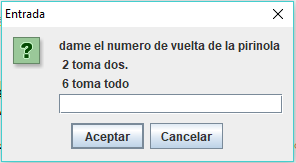 Entrada
dame el numero de vuelta de la pirinola
2 toma dos.
6 toma todo
Aceptar
Cancelar